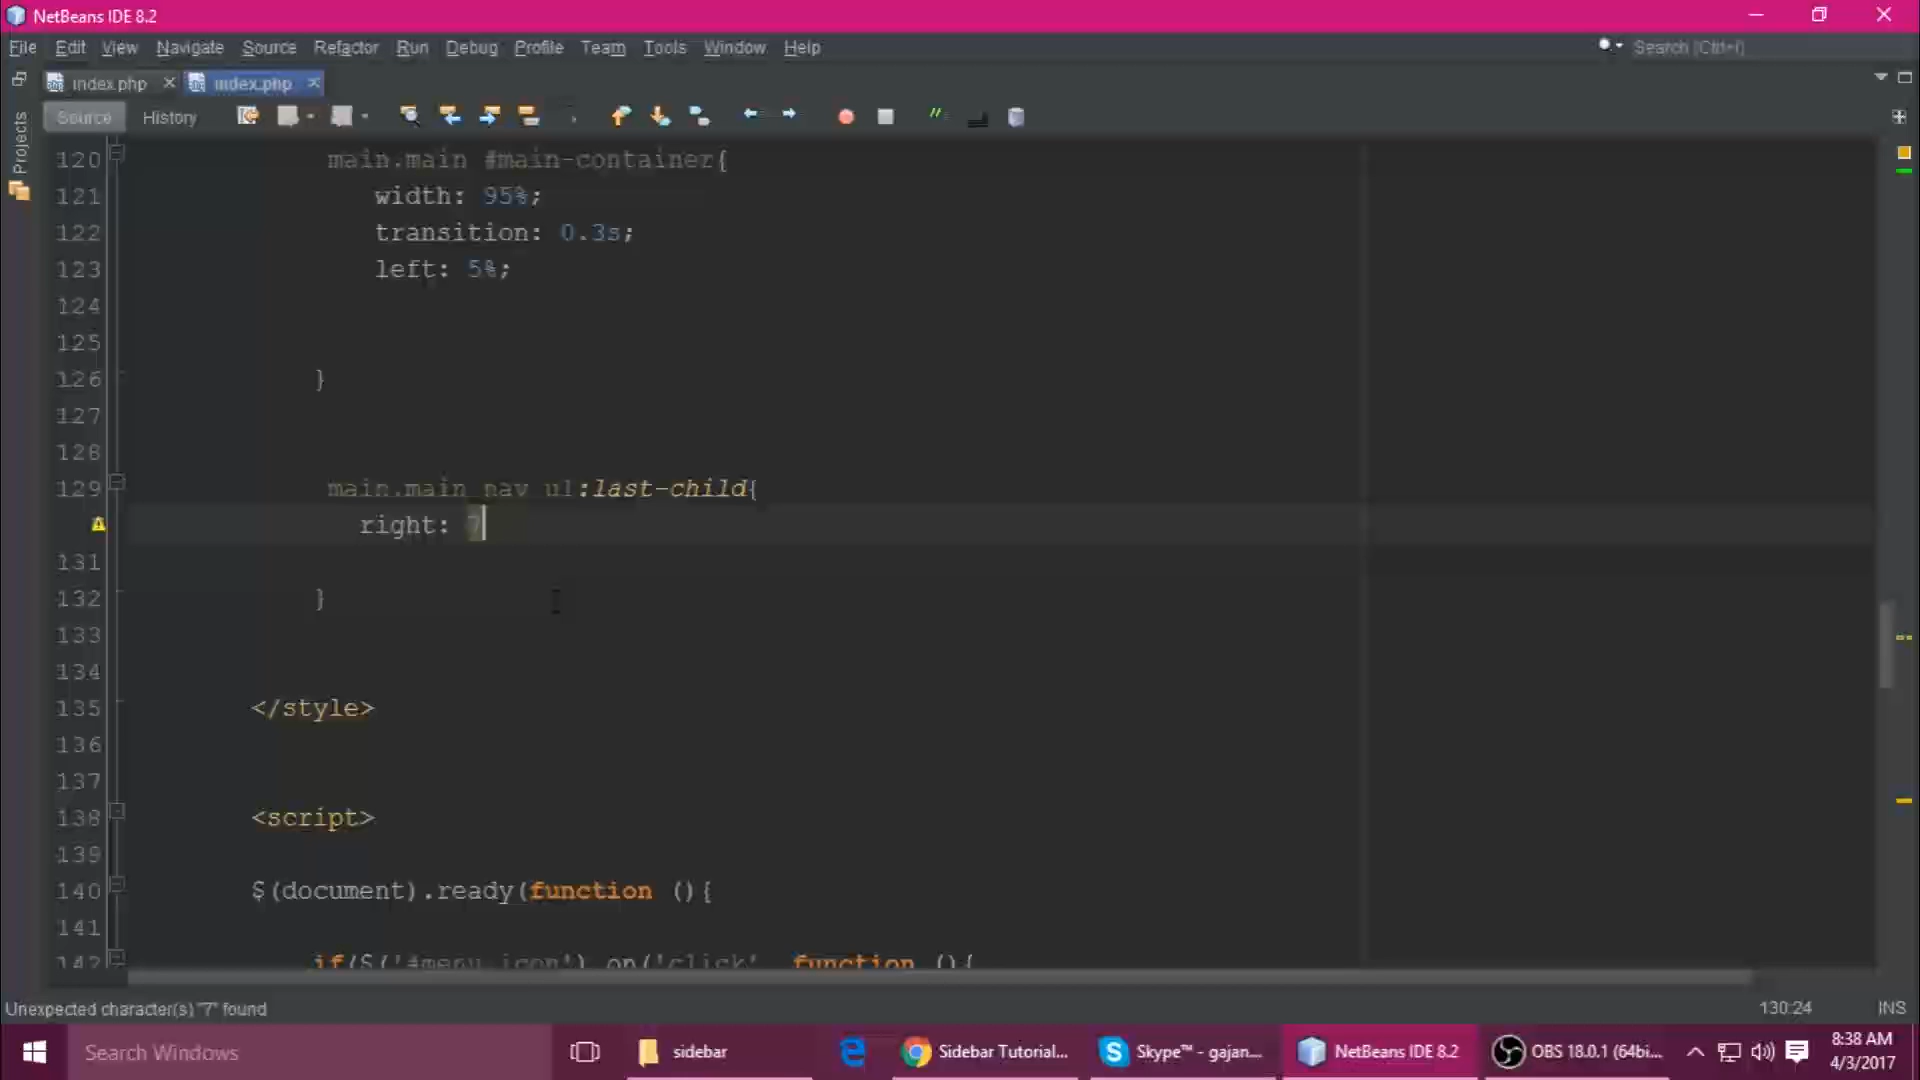 NetBeans IDE 8.2
File Edit View Navigate Source Refactor Run Debug Profile Team Tools Window Help
Search (Ctrl+I)
index.php
index.php
Source History
Projects
120 main.main #main-container{
121 width: 95%;
122 transition: 0.3s;
123 left: 5%;
124
125
126 }
127
128
129 main.main nav ul:last-child{
right: 7
131
132 }
133
134
135 </style>
136
137
138 <script>
139
140 $(document).ready(function (){
141
142 if($('#menu icon').on('click' function (){
Unexpected character(s) "7" found
130:24 INS
Search Windows
sidebar
Sidebar Tutorial...
Skype™ - gajan...
NetBeans IDE 8.2
OBS 18.0.1 (64bi...
8:38 AM
4/3/2017